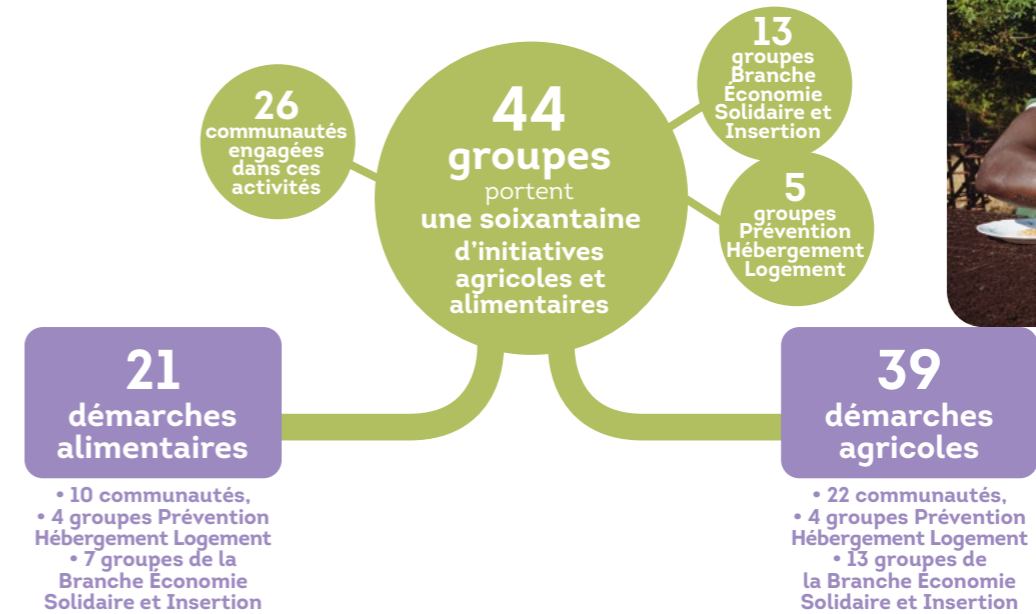 26
communautés
engagées
dans ces
activités
44
groupes
portent
une soixantaine
d'initiatives
agricoles et
alimentaires
13
groupes
Branche
Économie
Solidaire et
Insertion
5
groupes
Prévention
Hébergement
Logement
21
démarches
alimentaires
• 10 communautés,
• 4 groupes Prévention
Hébergement Logement
• 7 groupes de la
Branche Économie
Solidaire et Insertion
39
démarches
agricoles
• 22 communautés,
• 4 groupes Prévention
Hébergement Logement
• 13 groupes de
la Branche Économie
Solidaire et Insertion